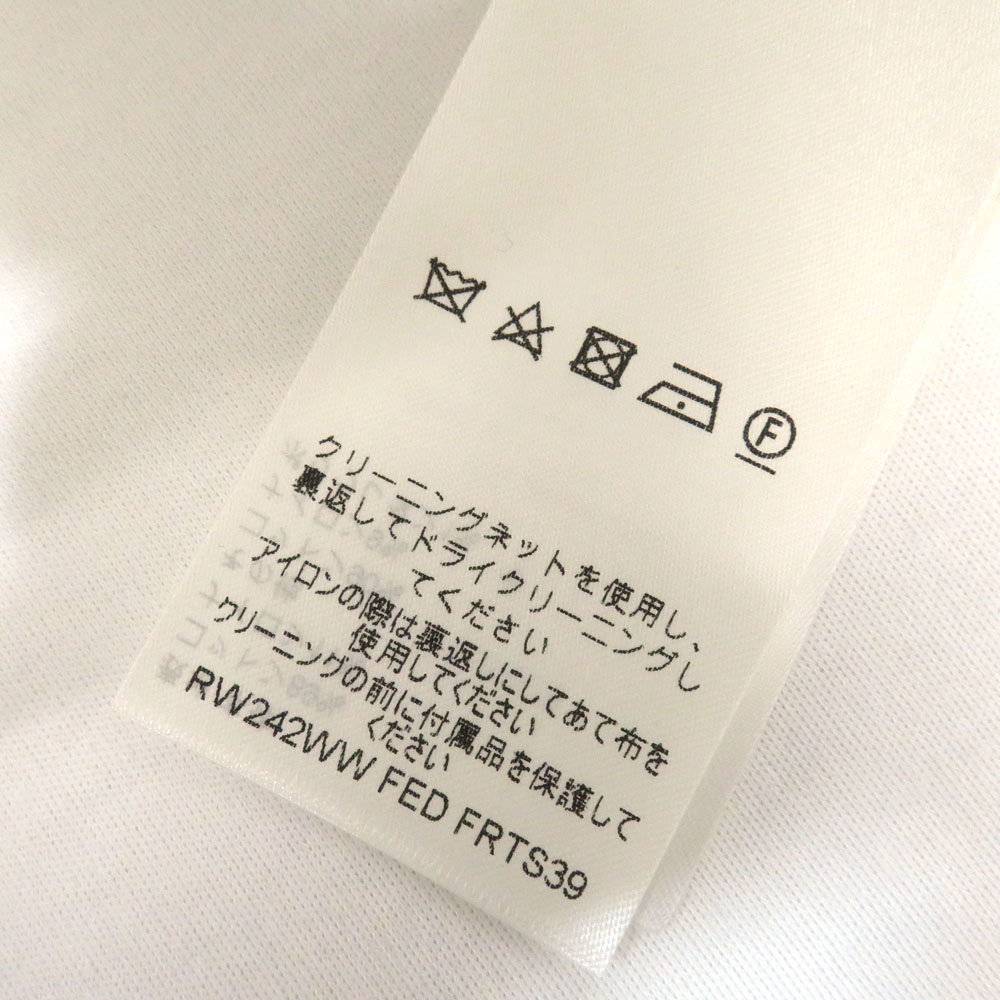 F
クリーニングネットを使用し、
裏返してドライクリーニングし
てください
アイロンの際は裏返しにしてあて布を
使用してください
クリーニングの前に付属品を保護して
ください
RW242WW FED FRTS39